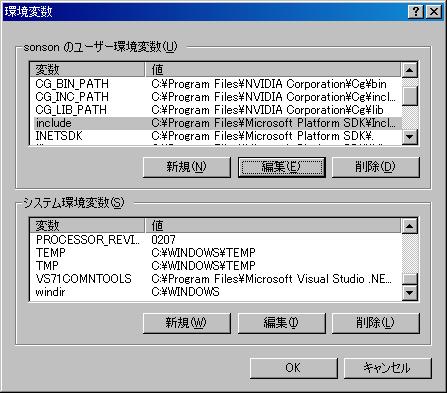 環境変数
sonson のユーザー環境変数(U)
変数 値
CG_BIN_PATH C:¥Program Files¥NVIDIA Corporation¥Cg¥bin
CG_INC_PATH C:¥Program Files¥NVIDIA Corporation¥Cg¥incl...
CG_LIB_PATH C:¥Program Files¥NVIDIA Corporation¥Cg¥lib
include C:¥Program Files¥Microsoft Platform SDK¥Incl...
INETSDK C:¥Program Files¥Microsoft Platform SDK¥.
新規(N) 編集(E) 削除(D)
システム環境変数(S)
変数 値
PROCESSOR_REVI... 0207
TEMP C:¥WINDOWS¥TEMP
TMP C:¥WINDOWS¥TEMP
VS71COMNTOOLS C:¥Program Files¥Microsoft Visual Studio .NE...
windir C:¥WINDOWS
新規(W) 編集(I) 削除(L)
OK キャンセル